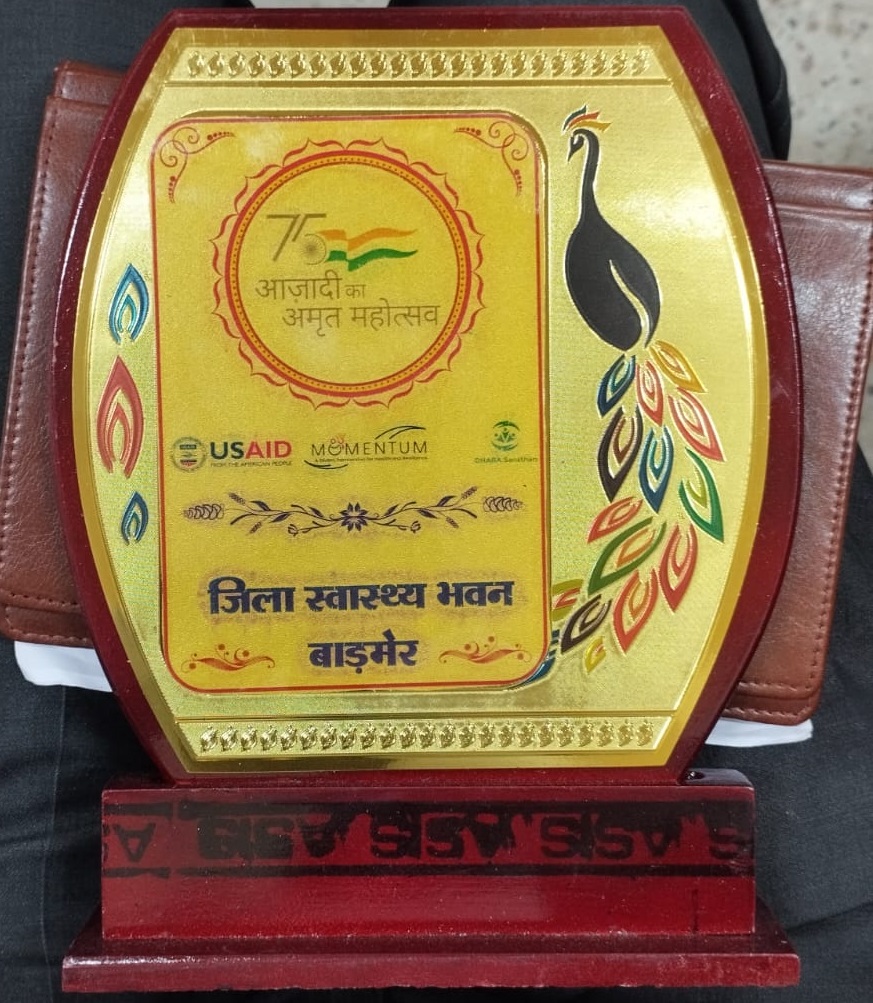 75
आज़ादी का
अमृत महोत्सव
USAID
FROM THE AMERICAN PEOPLE
MOMENTUM
DHARA Sansthan
जिला स्वास्थ्य भवन
बाड़मेर